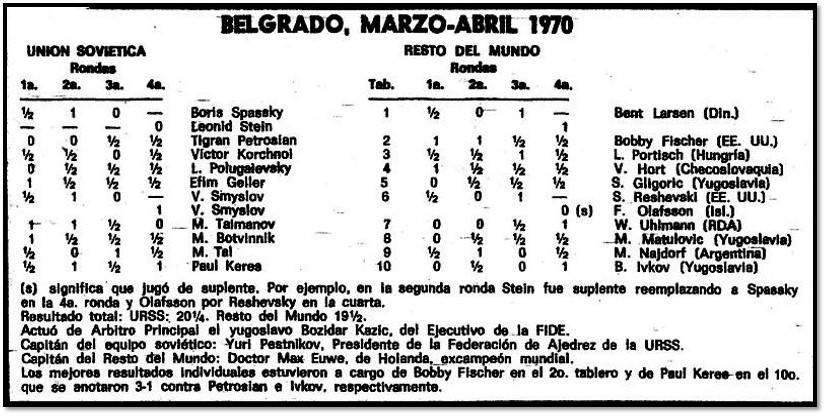 BELGRADO, MARZO-ABRIL 1970
UNION SOVIETICA RESTO DEL MUNDO
Rondas Rondas
1a. 2a. 3a. 4a. Tab. 1a. 2a. 3a. 4a.
½ 1 0 — Boris Spassky 1 ½ 0 1 — Bent Larsen (Din.)
— — — 0 Leonid Stein 1
0 0 ½ ½ Tigran Petrosian 2 1 1 ½ ½ Bobby Fischer (EE. UU.)
½ ½ 0 ½ Victor Korchnoi 3 ½ ½ 1 ½ L. Portisch (Hungría)
0 ½ ½ ½ L. Polugaievsky 4 1 ½ ½ ½ V. Hort (Checoslovaquia)
1 ½ ½ ½ Efim Geller 5 0 ½ ½ ½ S. Gligoric (Yugoslavia)
½ 1 0 — V. Smyslov 6 ½ 0 1 — S. Reshevski (EE. UU.)
1 V. Smyslov 0 (s) F. Olafsson (Isl.)
1 1 ½ 0 M. Taimanov 7 0 0 ½ 1 W. Uhlmann (RDA)
1 ½ ½ ½ M. Botvinnik 8 0 ½ ½ ½ M. Matulovic (Yugoslavia)
½ 0 1 ½ M. Tal 9 ½ 1 0 ½ M. Najdorf (Argentina)
½ 1 ½ 1 Paul Keres 10 0 ½ 0 1 B. Ivkov (Yugoslavia)
(s) significa que jugó de suplente. Por ejemplo, en la segunda ronda Stein fue suplente reemplazando a Spassky
en la 4a. ronda y Olafsson por Reshevsky en la cuarta.
Resultado total: URSS: 20¼. Resto del Mundo 19½.
Actuó de Arbitro Principal el yugoslavo Bozidar Kazic, del Ejecutivo de la FIDE.
Capitán del equipo soviético: Yuri Pestnikov, Presidente de la Federación de Ajedrez de la URSS.
Capitán del Resto del Mundo: Doctor Max Euwe, de Holanda, excampeón mundial.
Los mejores resultados individuales estuvieron a cargo de Bobby Fischer en el 2o. tablero y de Paul Keres en el 10o.
que se anotaron 3-1 contra Petrosian e Ivkov, respectivamente.